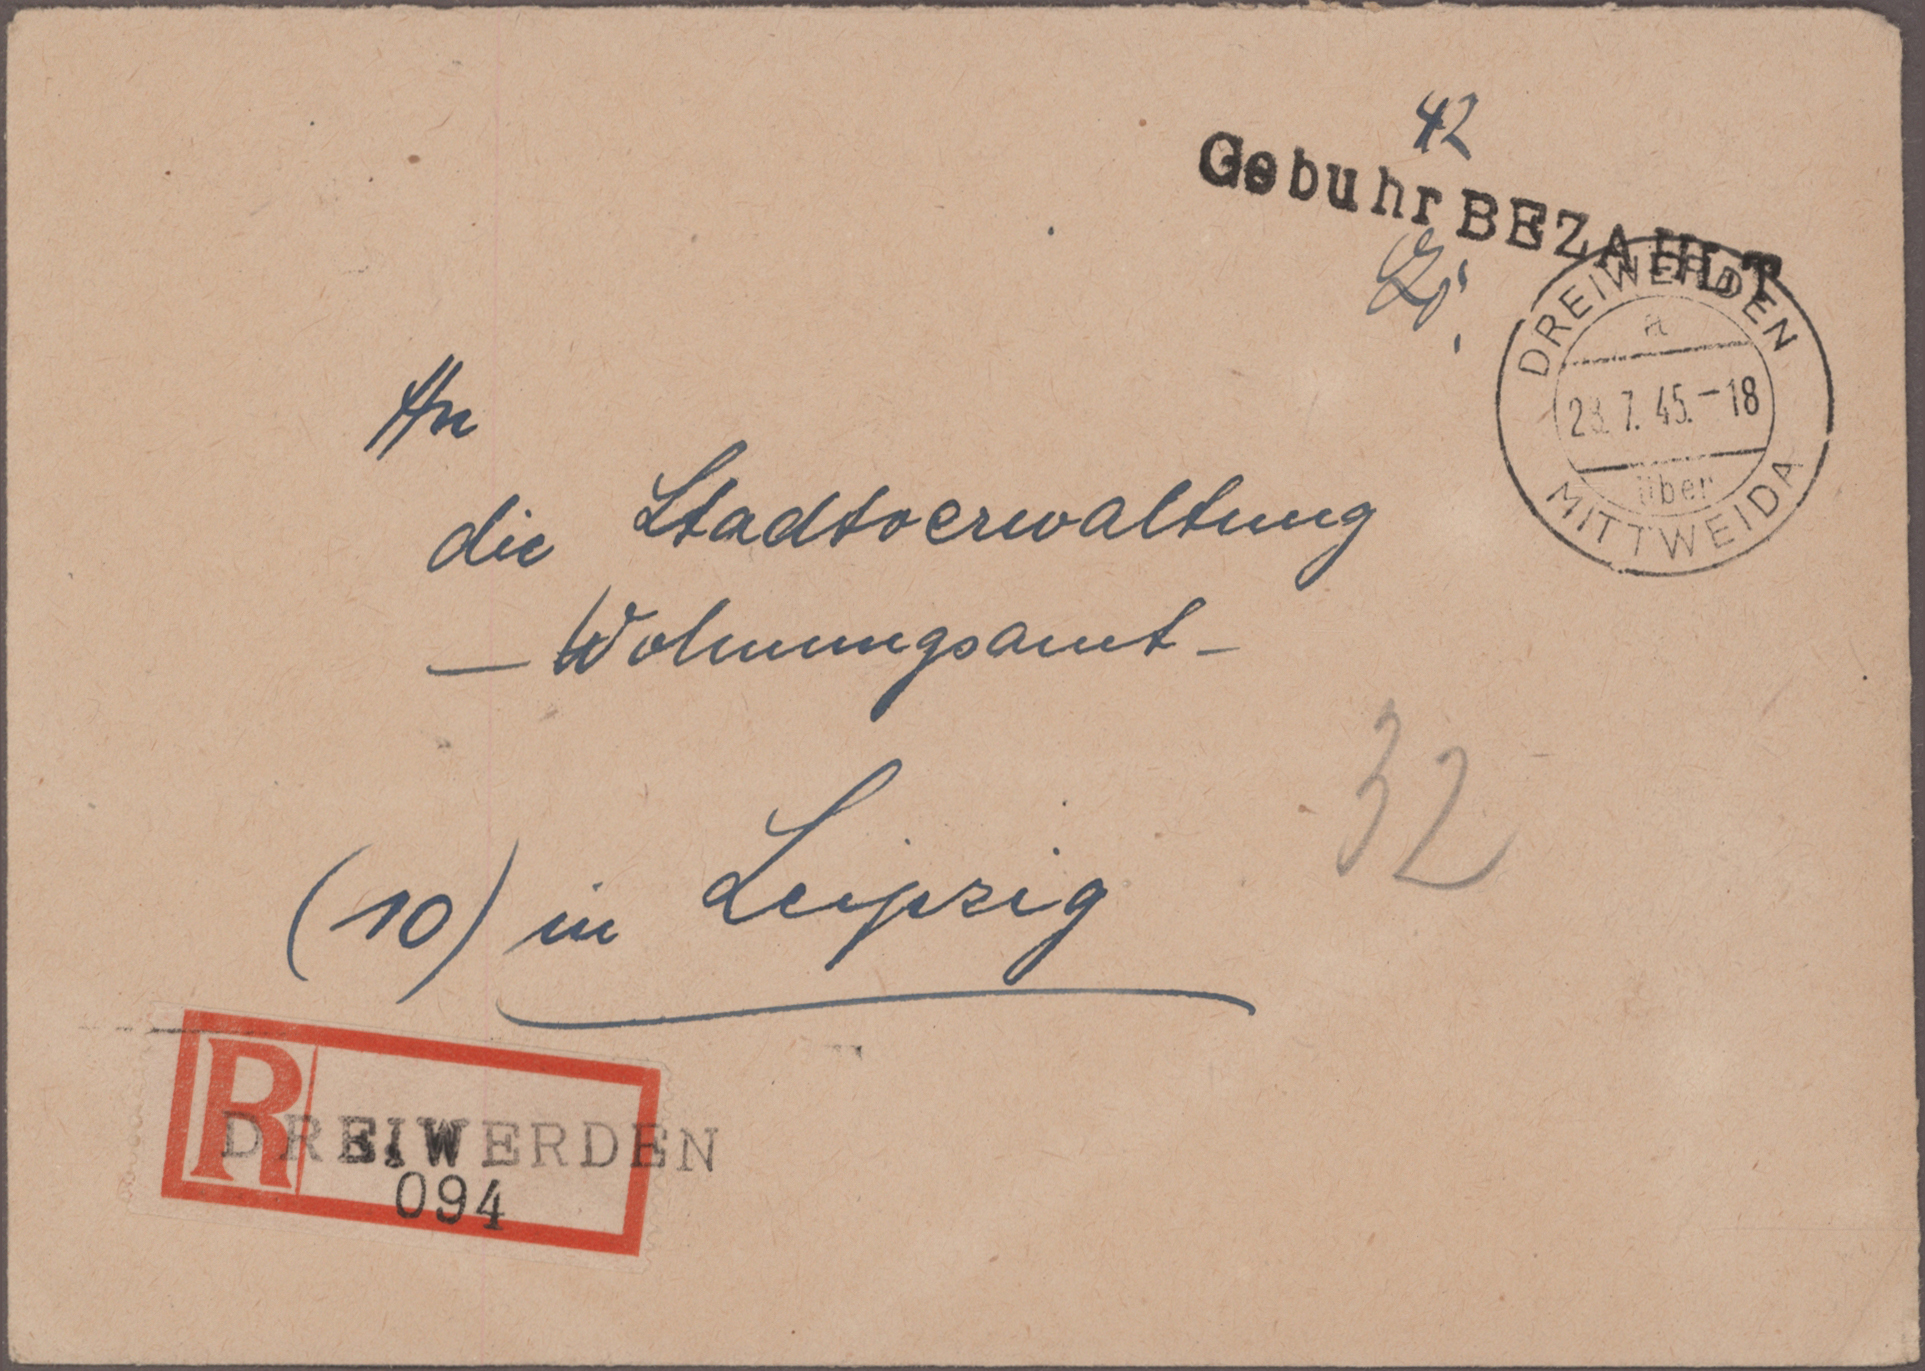 42
Gebuhr BEZAHLT
DREIWERDEN
a
7. 45.-18
über
MITTWEIDA
An
die Stadtverwaltung
- Wohnungsamt -
32
(10) in Leipzig
R
DREIWERDEN
094